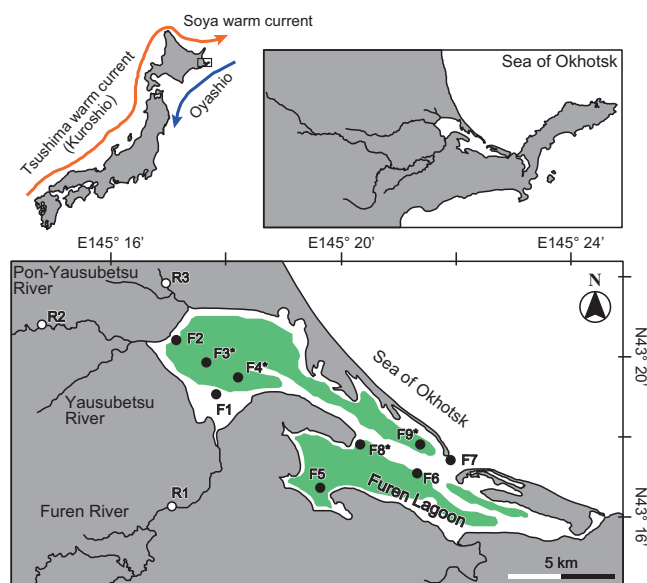 Soya warm current
Tsushima warm current
(Kuroshio)
Oyashio
Sea of Okhotsk
E145° 16'
E145° 20'
E145° 24'
Pon-Yausubetsu
River
R3
R2
N
F2
F3*
F4*
Sea of Okhotsk
N43° 20'
Yausubetsu
River
F1
F9*
F8*
F7
F6
F5
Furen Lagoon
R1
Furen River
N43° 16'
5 km